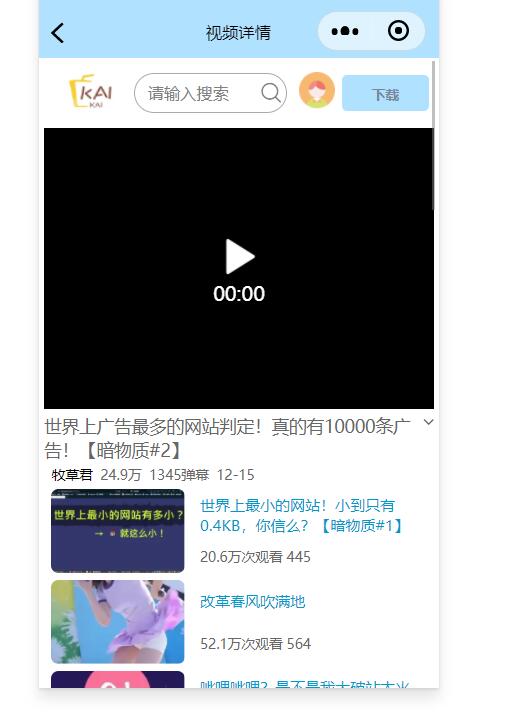 视频详情
KAI
KAI
请输入搜索
下载
00:00
世界上广告最多的网站判定！真的有10000条广
告！【暗物质#2】
牧草君 24.9万 1345弹幕 12-15
世界上最小的网站有多小？
→ 就这么小！
世界上最小的网站！小到只有
0.4KB，你信么？【暗物质#1】
20.6万次观看 445
改革春风吹满地
52.1万次观看 564